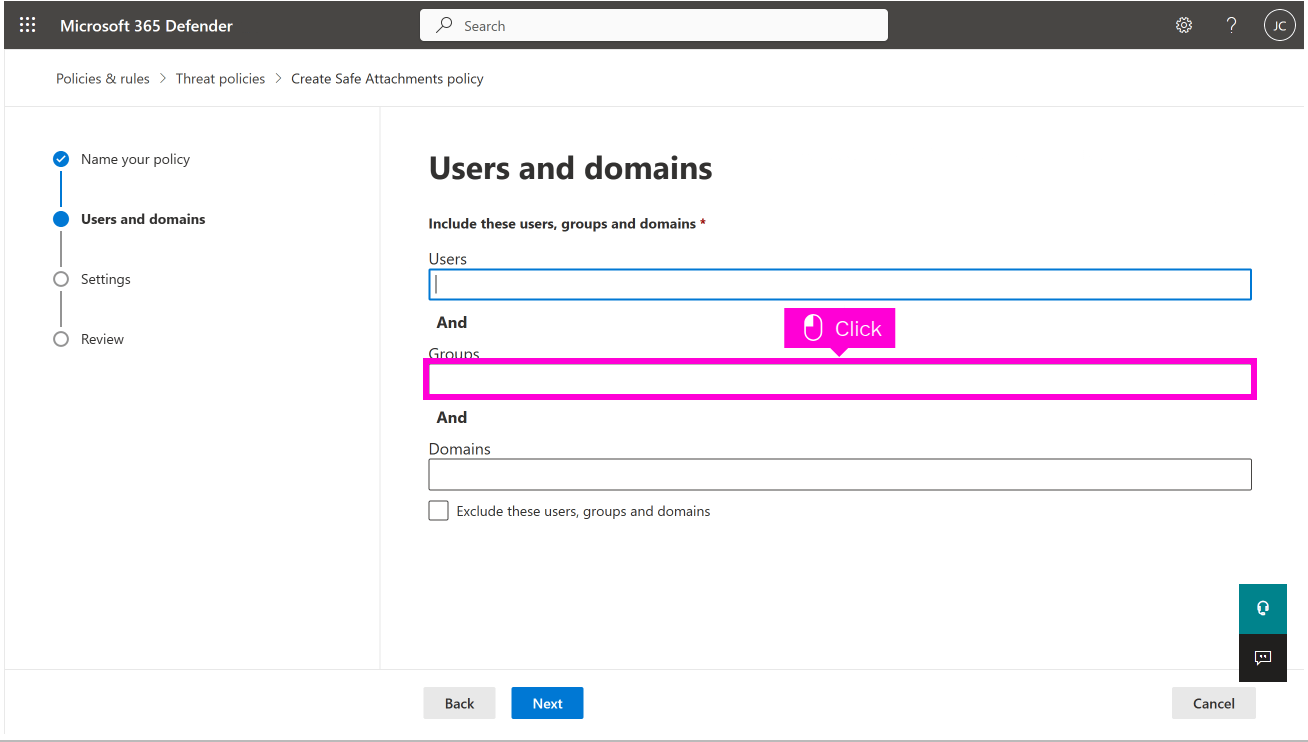 Microsoft 365 Defender
Search
JC
Policies & rules > Threat policies > Create Safe Attachments policy
Name your policy
Users and domains
Settings
Review
Users and domains
Include these users, groups and domains *
Users
And
Click
Groups
And
Domains
Exclude these users, groups and domains
Back
Next
Cancel